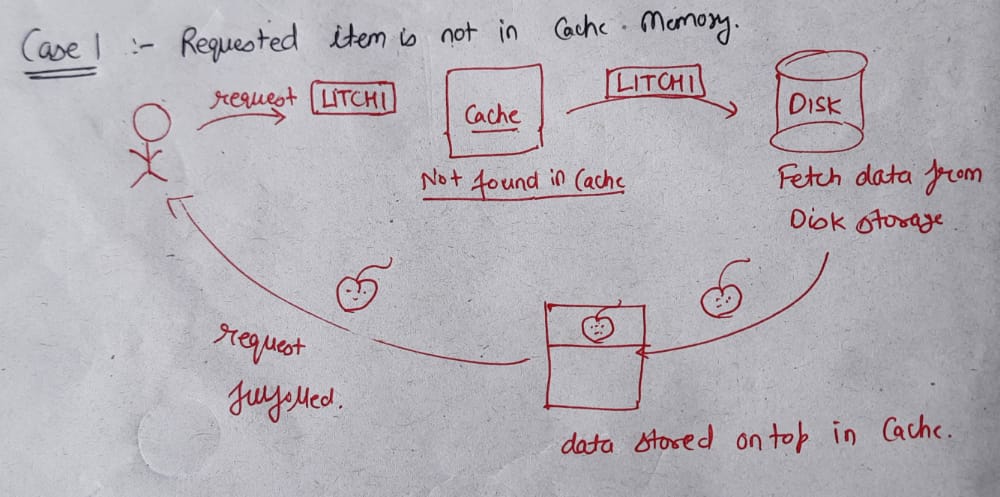 Case 1 :- Requested item is not in Cache Memory.
request LITCHI
Cache
LITCHI
DISK
Not found in Cache
Fetch data from
Disk storage
request
fulfilled.
data stored on top in Cache.